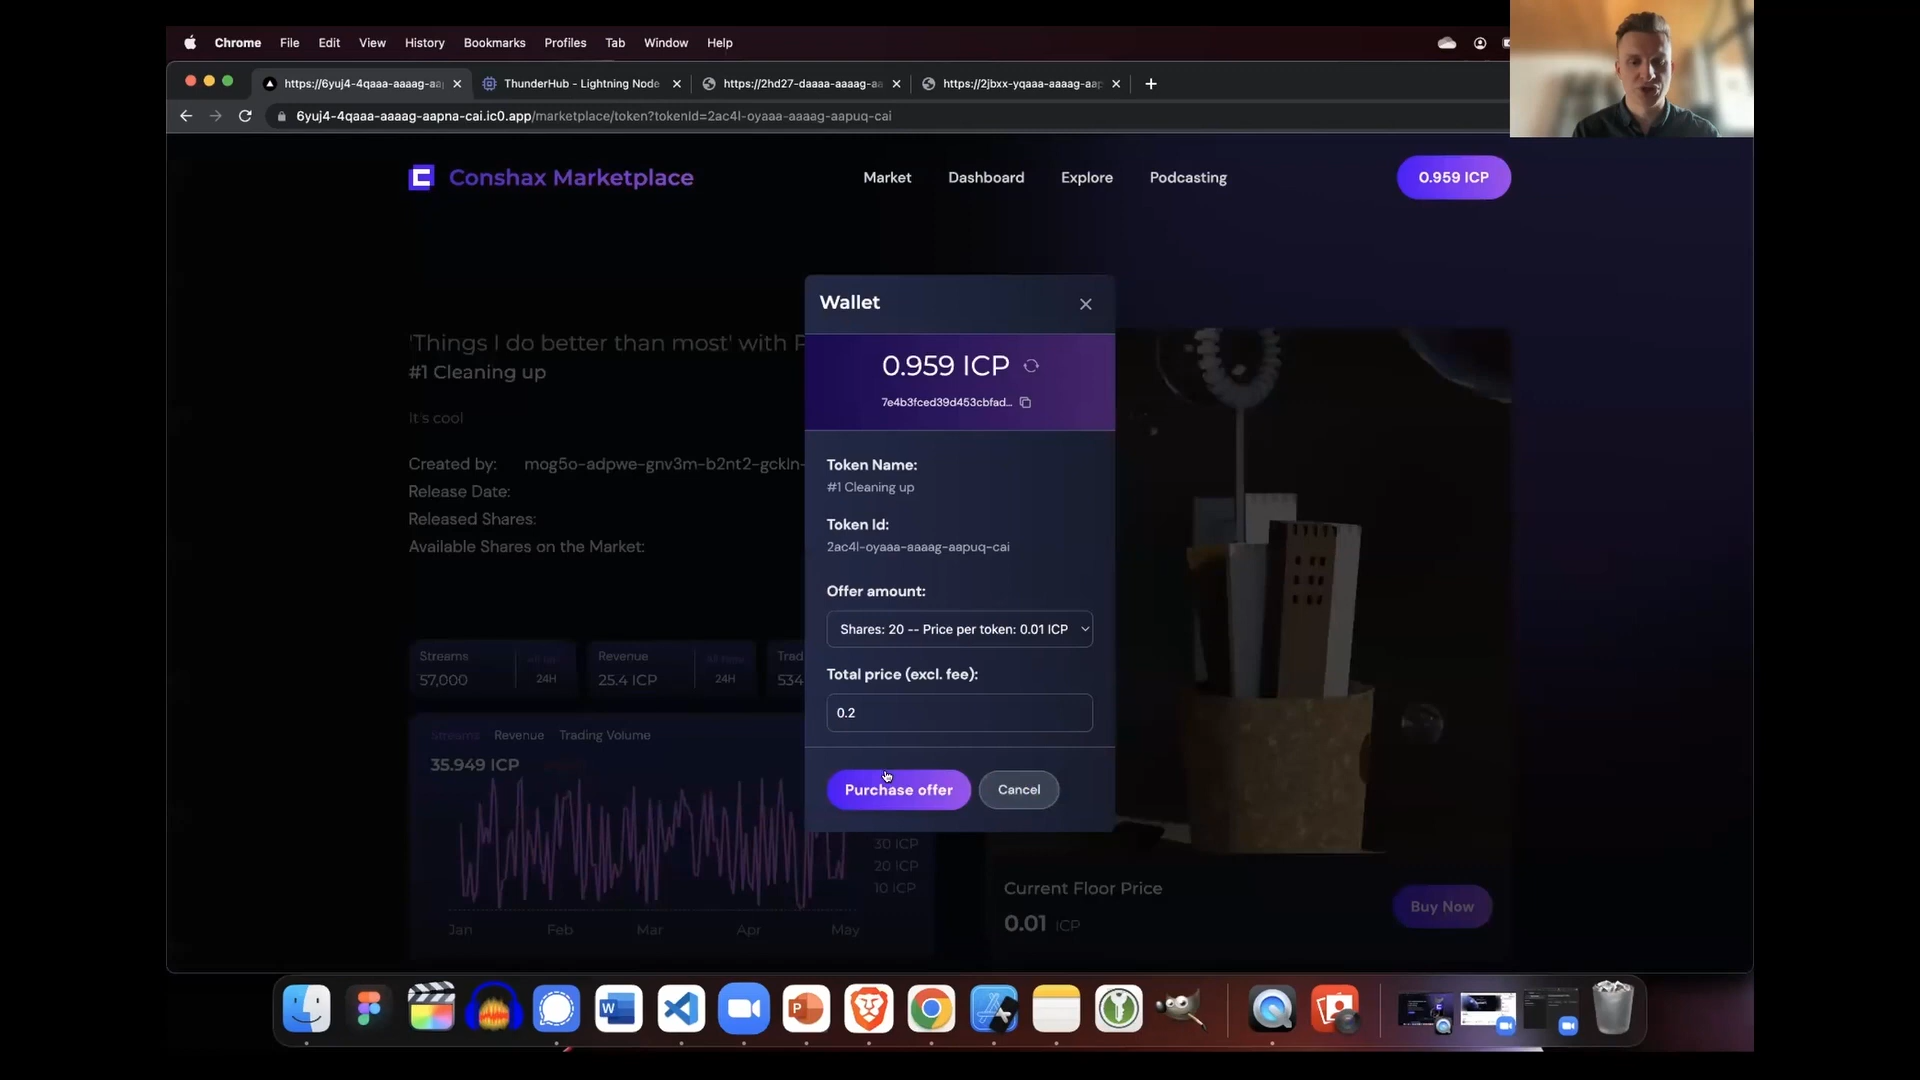 Chrome File Edit View History Bookmarks Profiles Tab Window Help
https://6yuj4-4qaaa-aaaag-aa
ThunderHub - Lightning Node
https://2hd27-daaaa-aaaag-aa
https://2jbxx-yqaaa-aaaag-aap
6yuj4-4qaaa-aaaag-aapna-cai.ic0.app/marketplace/token?tokenId=2ac4l-oyaaa-aaaag-aapuq-cai
Conshax Marketplace
Market Dashboard Explore Podcasting
0.959 ICP
Wallet
0.959 ICP
7e4b3fced39d453cbfad...
Token Name:
#1 Cleaning up
Token Id:
2ac4l-oyaaa-aaaag-aapuq-cai
Offer amount:
Shares: 20 -- Price per token: 0.01 ICP
Total price (excl. fee):
0.2
Purchase offer
Cancel
'Things I do better than most' with P
#1 Cleaning up
It's cool
Created by: mog5o-adpwe-gnv3m-b2nt2-gckln-
Release Date:
Released Shares:
Available Shares on the Market:
Streams
57,000
24H
Revenue
25.4 ICP
24H
Trad
534
Streams Revenue Trading Volume
35.949 ICP
30 ICP
20 ICP
10 ICP
Jan Feb Mar Apr May
Current Floor Price
0.01 ICP
Buy Now